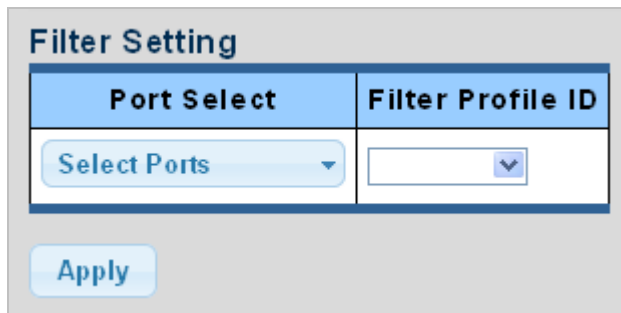 Filter Setting
Port Select Filter Profile ID
Select Ports
Apply